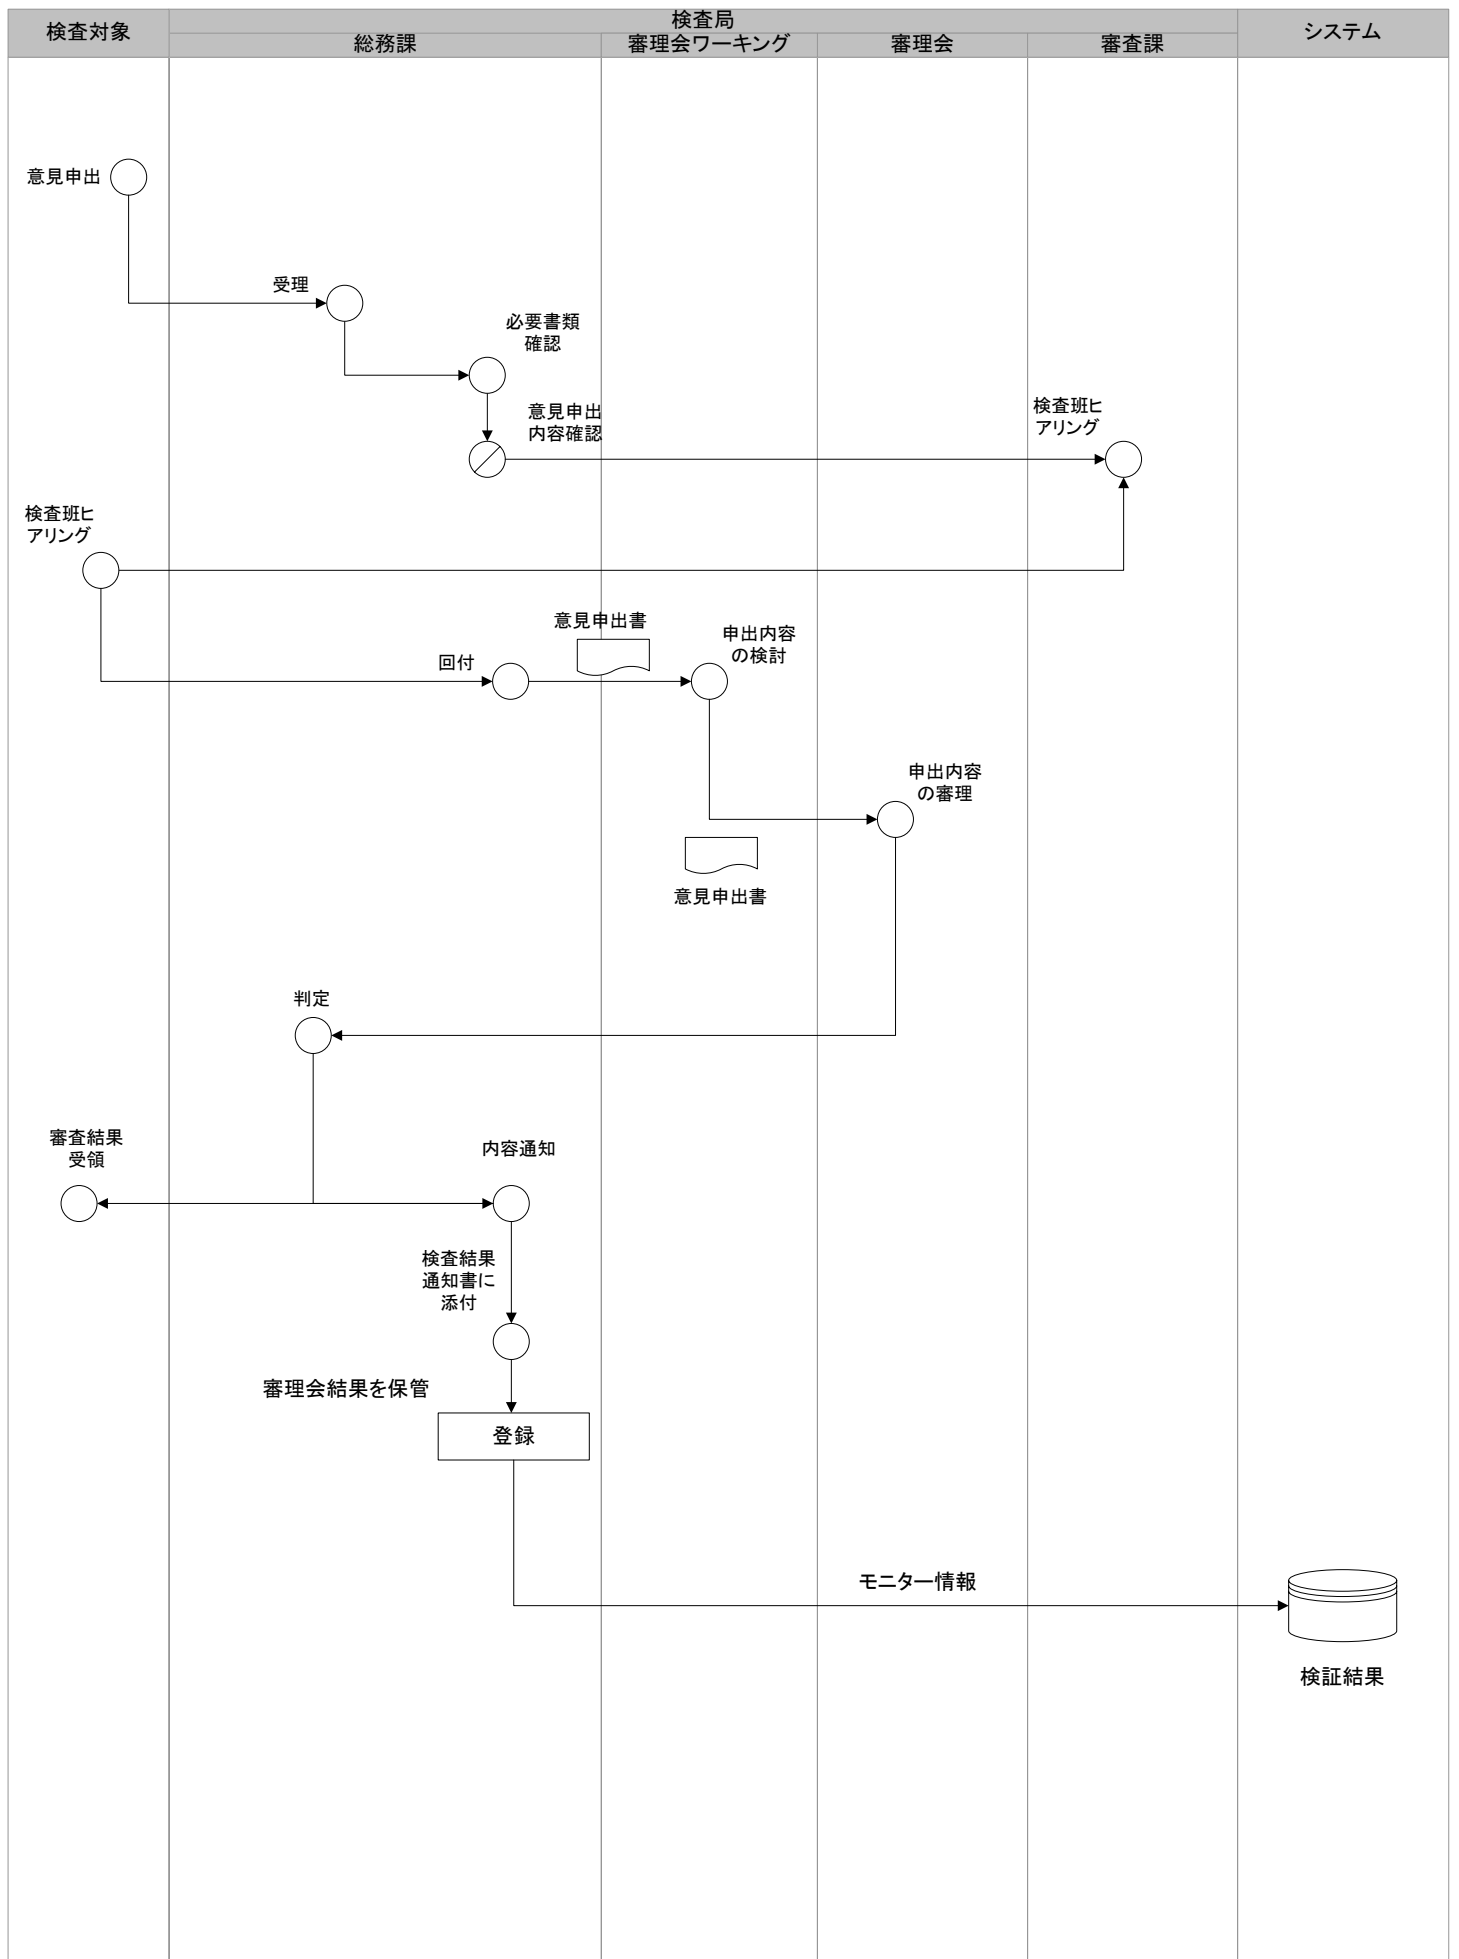 検査対象
検査局
システム
総務課
審理会ワーキング
審理会
審査課
意見申出
受理
必要書類
確認
意見申出
内容確認
検査班ヒ
アリング
検査班ヒ
アリング
意見申出書
申出内容
の検討
回付
申出内容
の審理
意見申出書
判定
審査結果
受領
内容通知
検査結果
通知書に
添付
審理会結果を保管
登録
モニター情報
検証結果